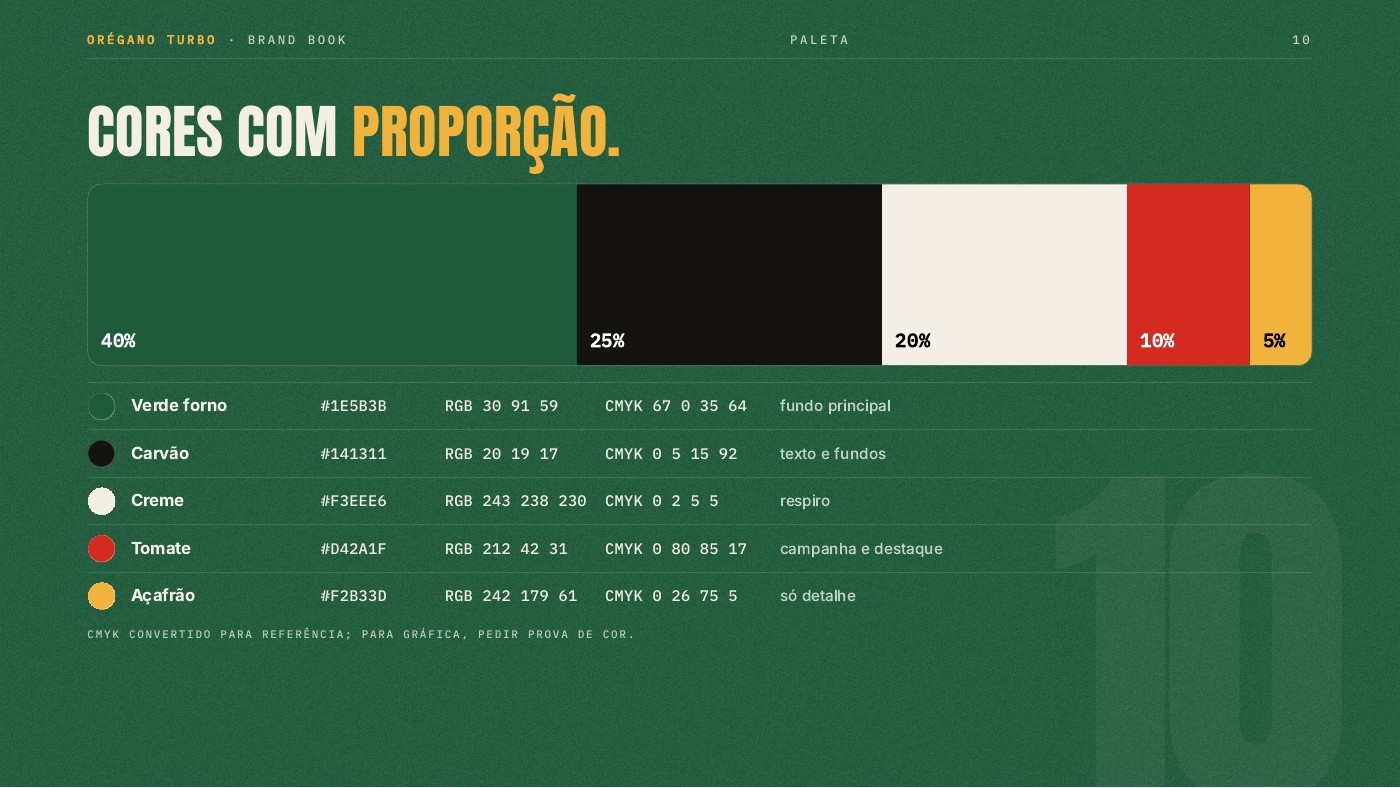 ORÉGANO TURBO · BRAND BOOK PALETA 10
CORES COM PROPORÇÃO.
40% 25% 20% 10% 5%
Verde forno #1E5B3B RGB 30 91 59 CMYK 67 0 35 64 fundo principal
Carvão #141311 RGB 20 19 17 CMYK 0 5 15 92 texto e fundos
Creme #F3EEE6 RGB 243 238 230 CMYK 0 2 5 5 respiro
Tomate #D42A1F RGB 212 42 31 CMYK 0 80 85 17 campanha e destaque
Açafrão #F2B33D RGB 242 179 61 CMYK 0 26 75 5 só detalhe
CMYK CONVERTIDO PARA REFERÊNCIA; PARA GRÁFICA, PEDIR PROVA DE COR.
10